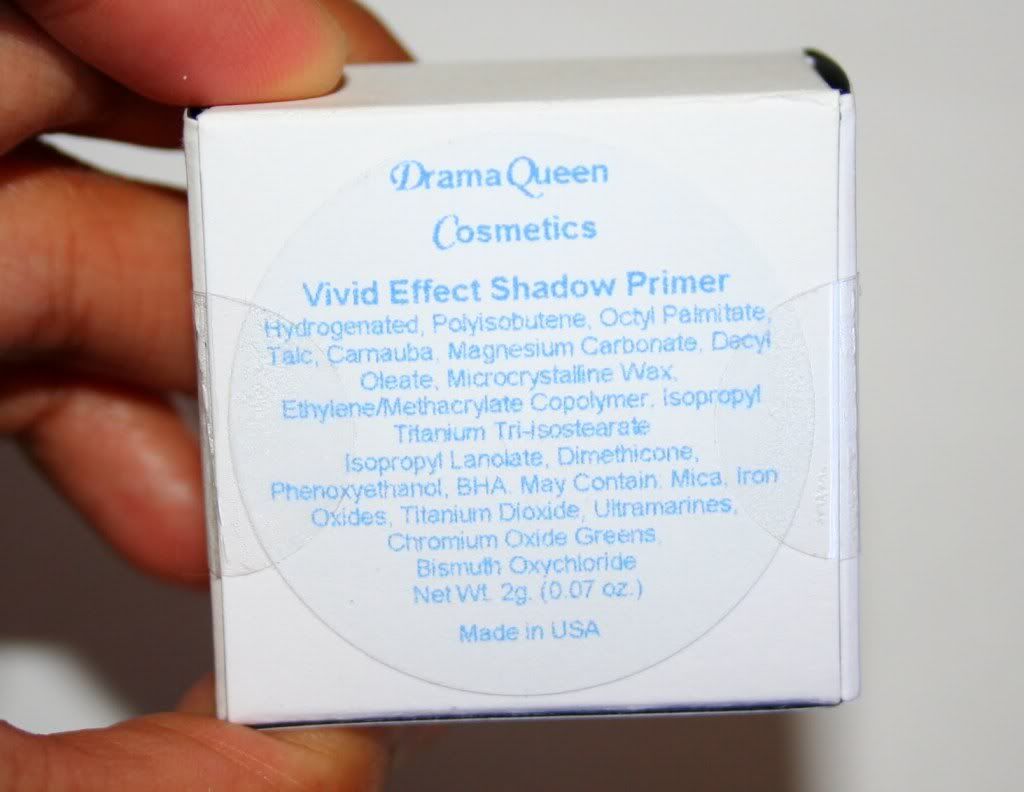 Drama Queen
Cosmetics
Vivid Effect Shadow Primer
Hydrogenated, Polyisobutene, Octyl Palmitate,
Talc, Carnauba, Magnesium Carbonate, Decyl
Oleate, Microcrystalline Wax,
Ethylene/Methacrylate Copolymer, Isopropyl
Titanium Tri-isostearate
Isopropyl Lanolate, Dimethicone,
Phenoxyethanol, BHA. May Contain: Mica, Iron
Oxides, Titanium Dioxide, Ultramarines,
Chromium Oxide Greens,
Bismuth Oxychloride
Net Wt. 2g. (0.07 oz.)
Made in USA